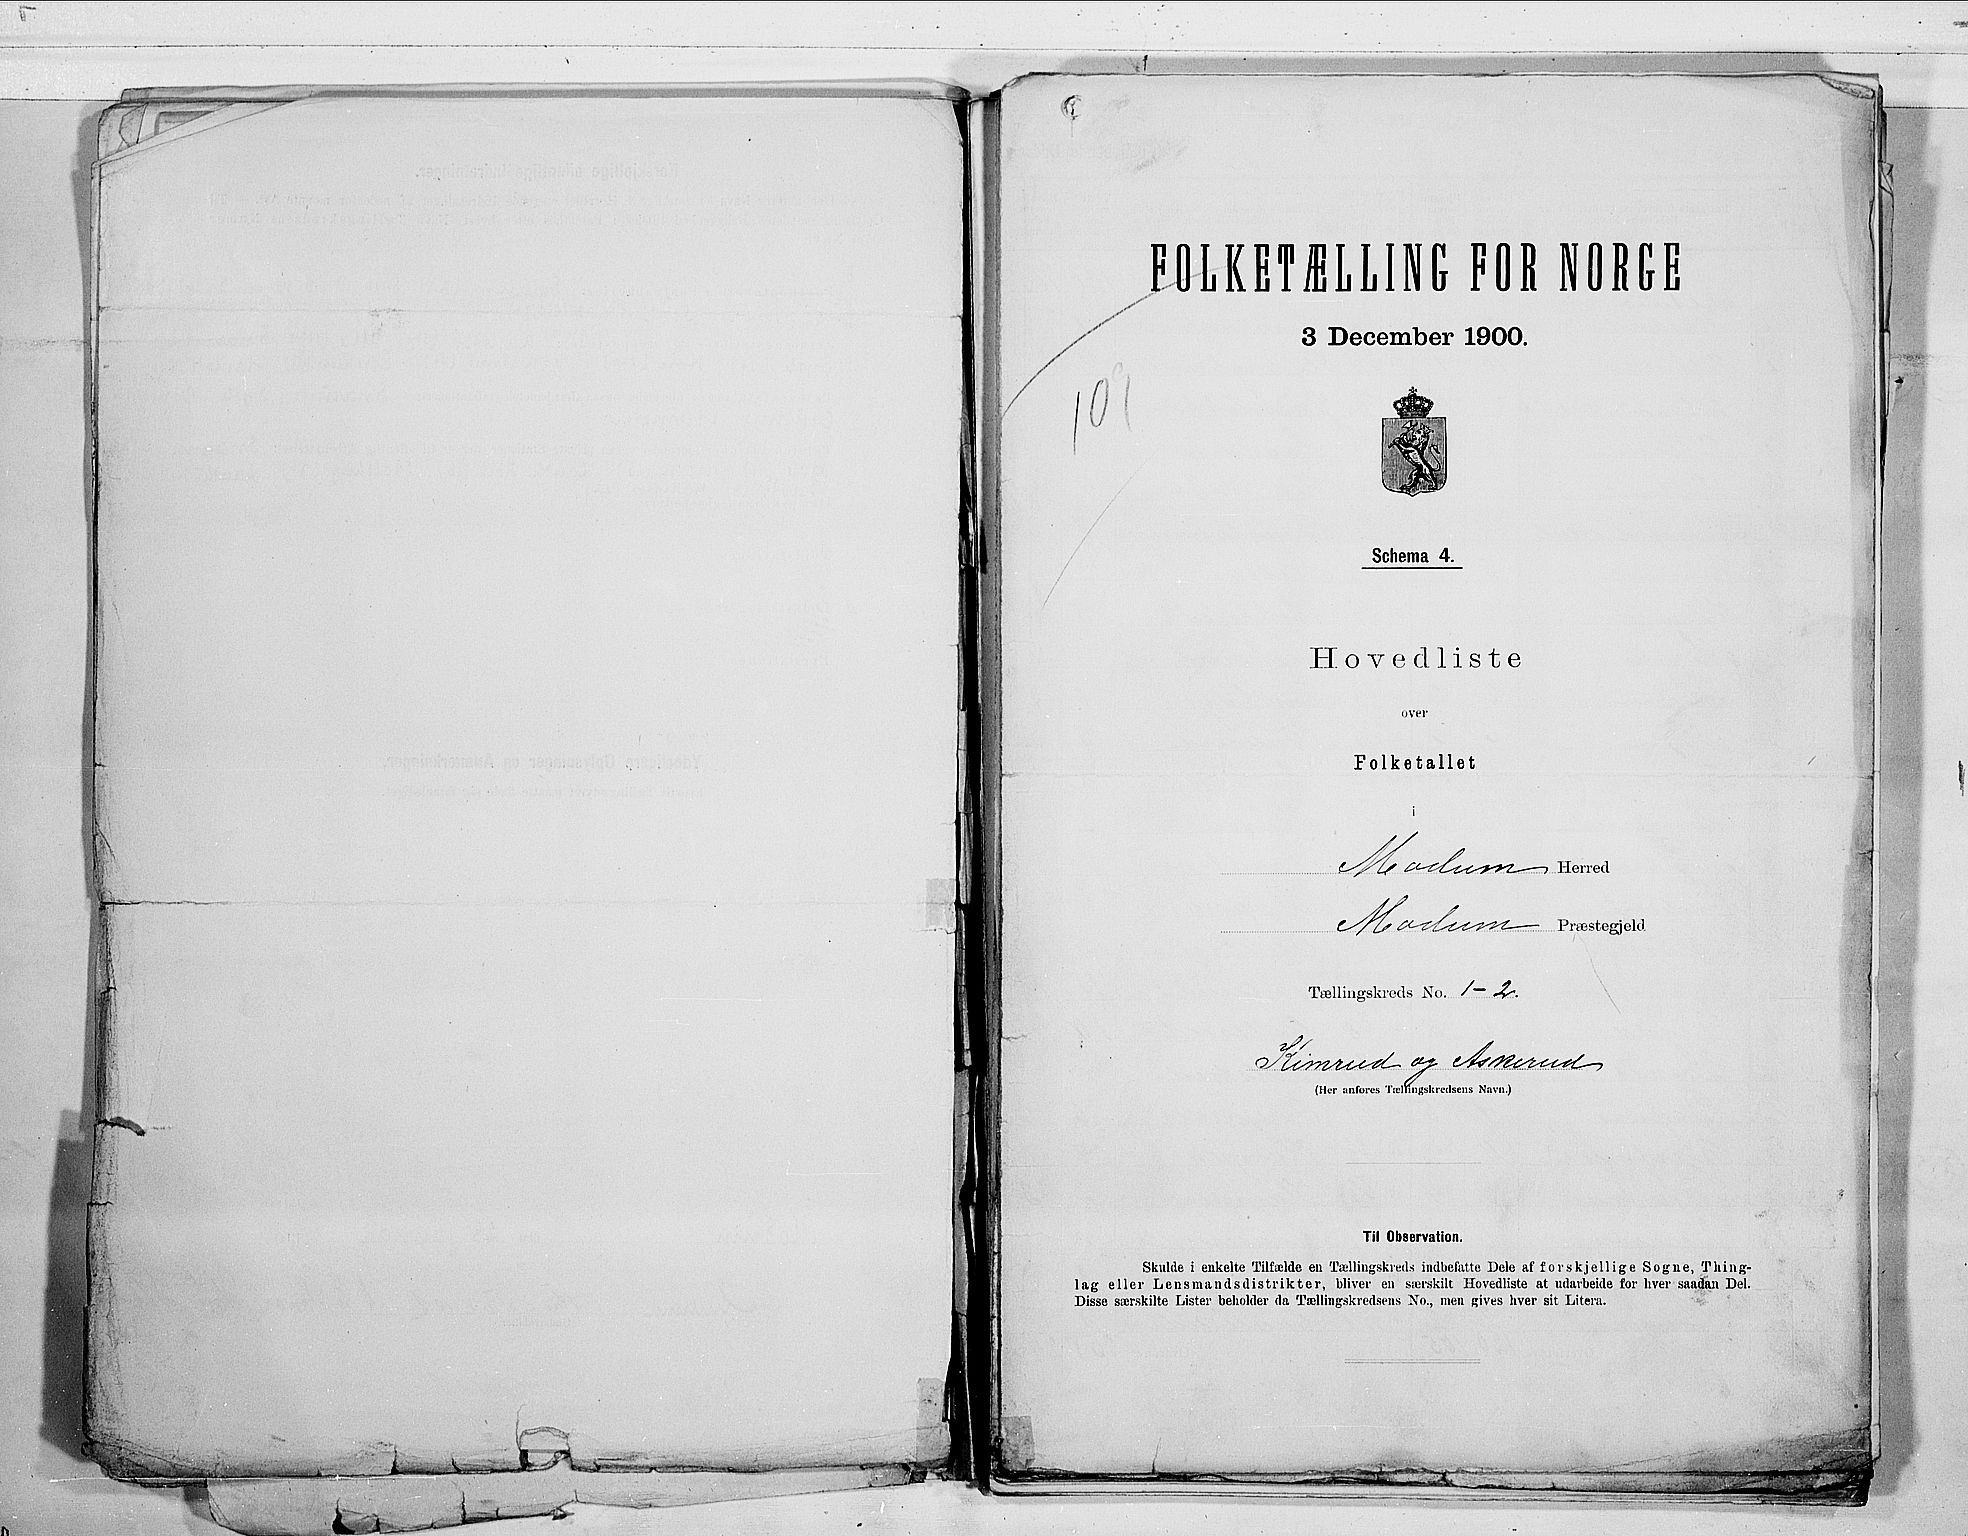 FOLKETÆLLING FOR NORGE
3 December 1900.
109
Schema 4.
Hovedliste
over
Folketallet
i
Modum Herred
Modum Præstegjeld
Tællingskreds No. 1-2.
Kimrud og Askerud
(Her anføres Tællingskredsens Navn.)
Til Observation.
Skulde i enkelte Tilfælde en Tællingskreds indbefatte Dele af forskjellige Sogne, Thing-
lag eller Lensmandsdistrikter, bliver en særskilt Hovedliste at udarbeide for hver saadan Del.
Disse særskilte Lister beholder da Tællingskredsens No., men gives hver sit Litera.